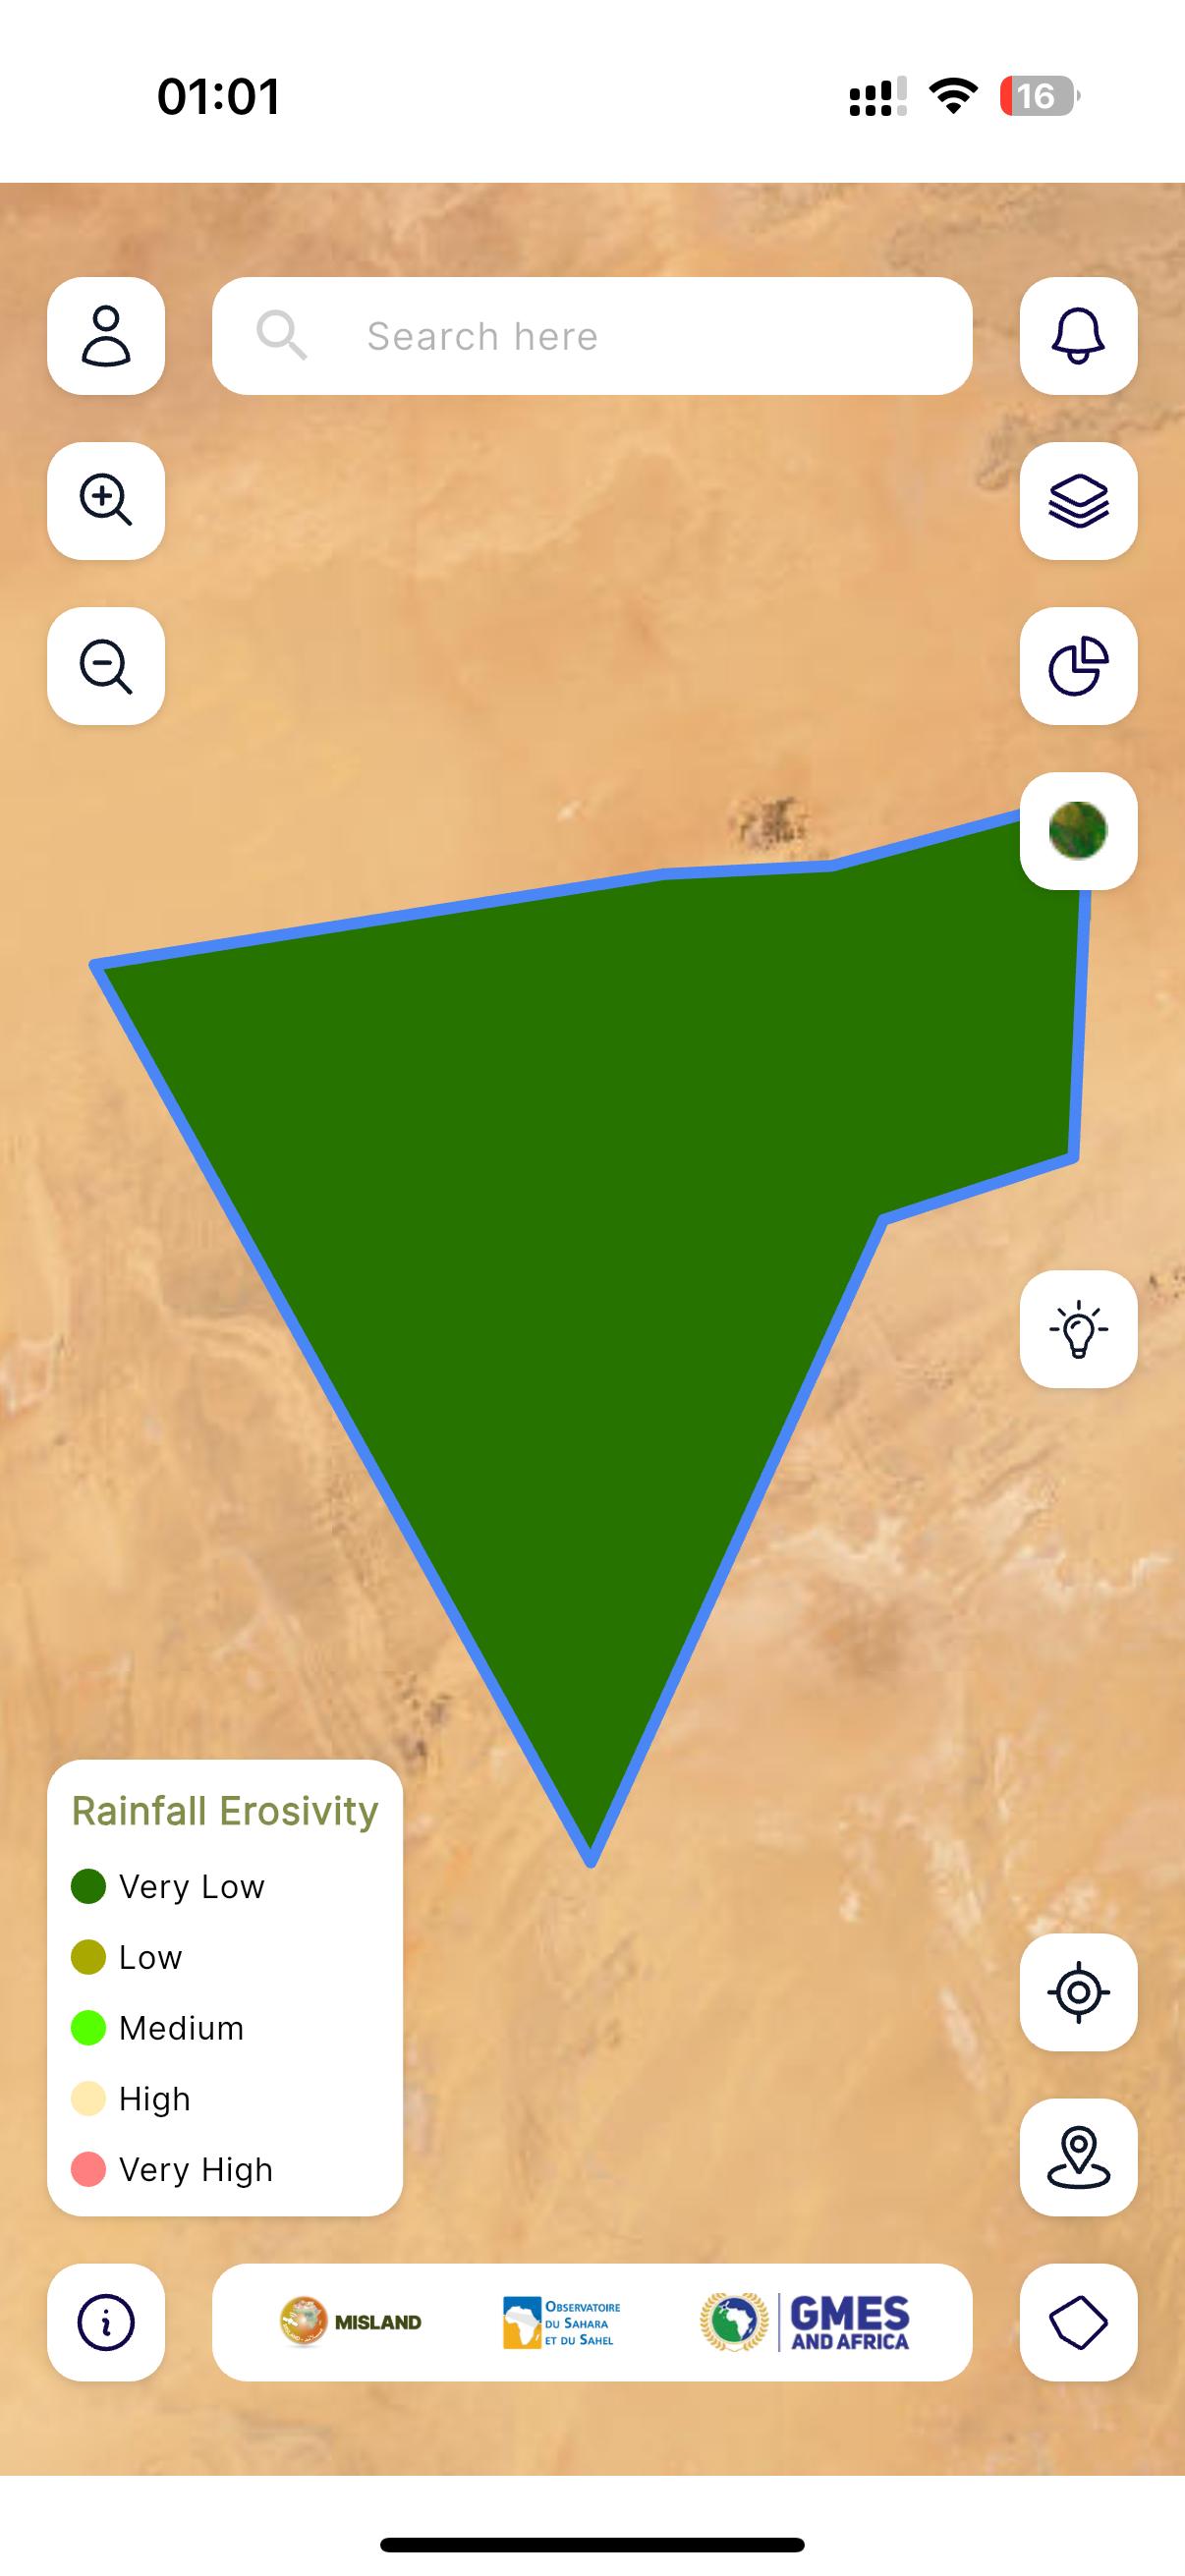 01:01
16
Search here
Rainfall Erosivity
Very Low
Low
Medium
High
Very High
MISLAND
OBSERVATOIRE
DU SAHARA
ET DU SAHEL
GMES
AND AFRICA